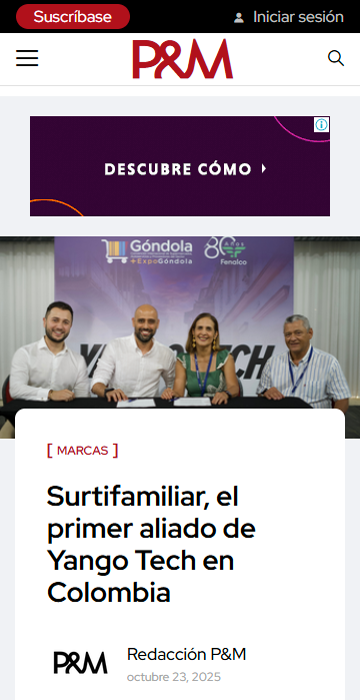 Suscríbase
Iniciar sesión
P&M
DESCUBRE CÓMO
Góndola
+ExpoGóndola
80 AÑOS
Fenalco
[ MARCAS ]
Surtifamiliar, el
primer aliado de
Yango Tech en
Colombia
P&M
Redacción P&M
octubre 23, 2025